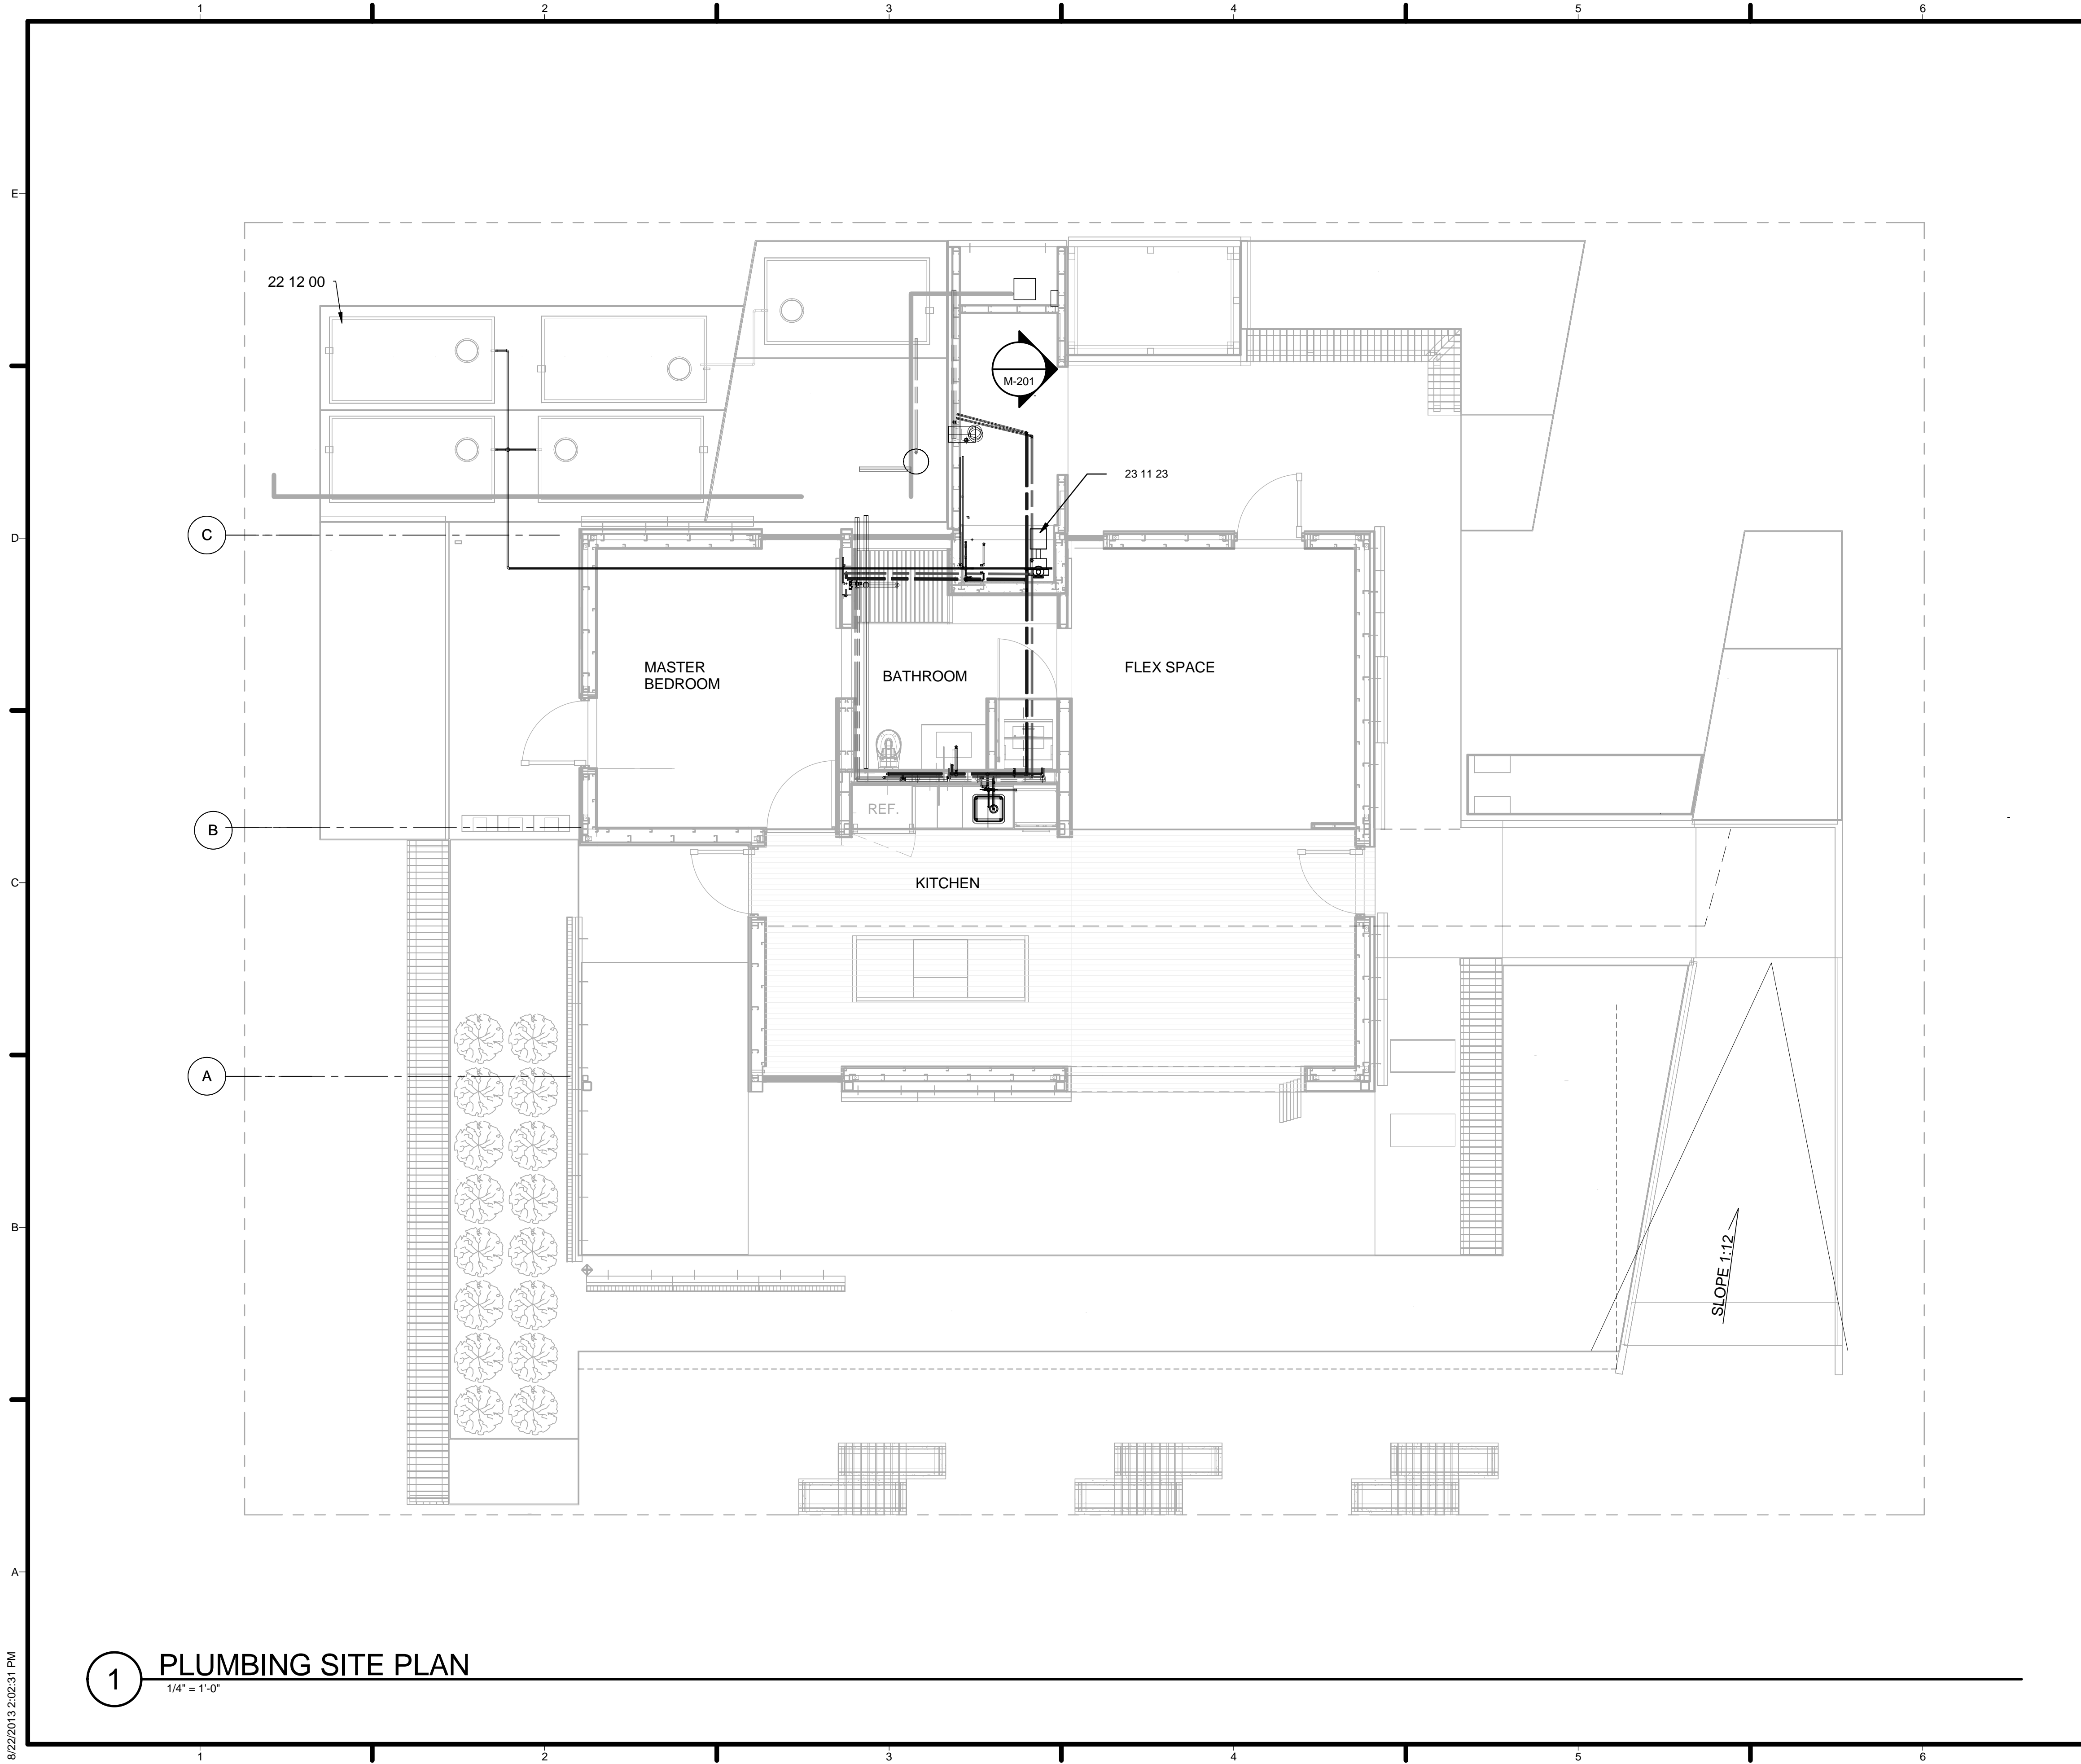 1 2 3 4 5 6
E
22 12 00
M-201
23 11 23
C
D
MASTER
BEDROOM
BATHROOM
FLEX SPACE
REF.
B
KITCHEN
C
A
SLOPE 1:12
B
A
1
PLUMBING SITE PLAN
1/4" = 1'-0"
8/22/2013 2:02:31 PM
1 2 3 4 5 6